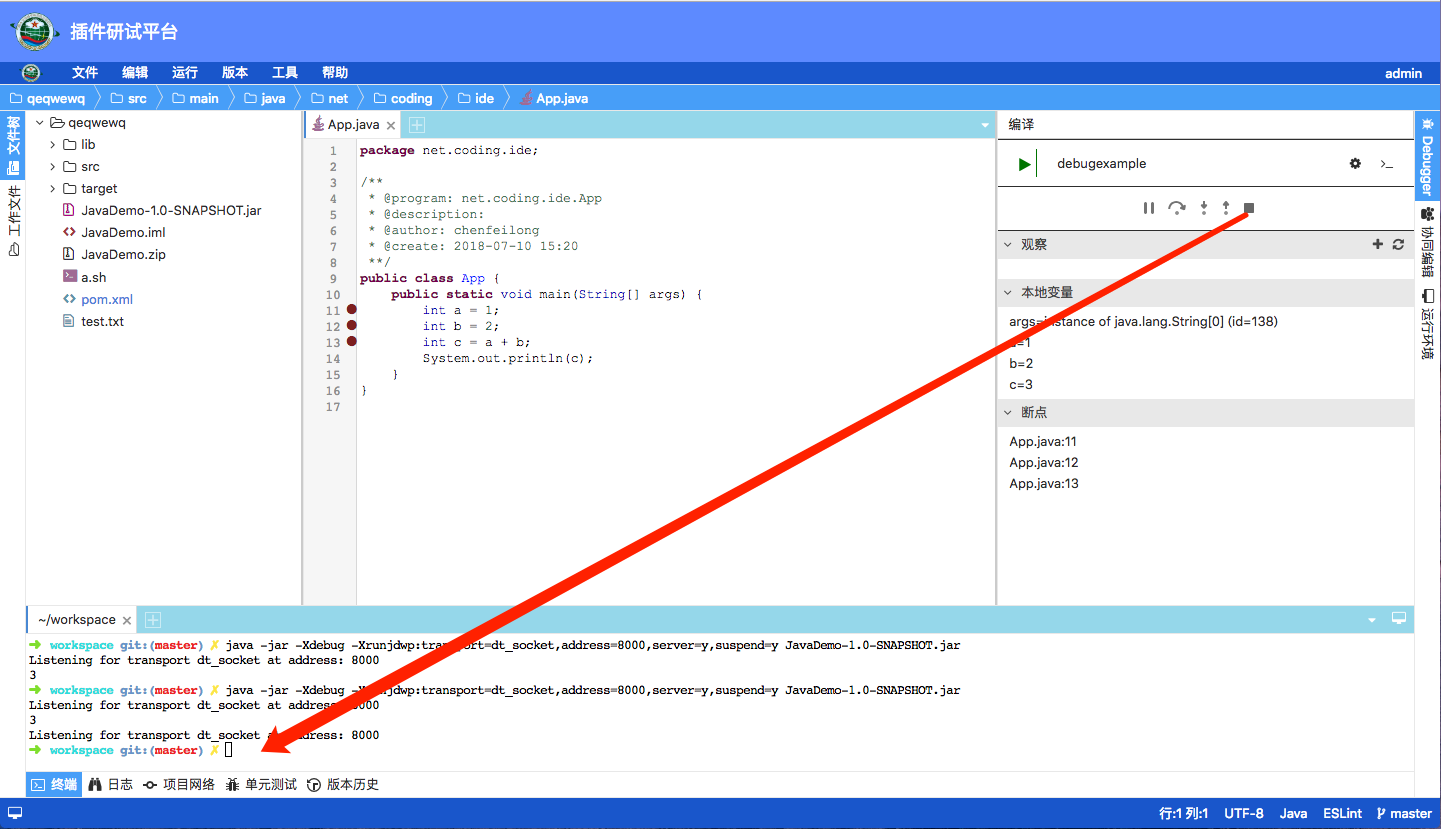 插件研试平台
文件 编辑 运行 版本 工具 帮助 admin
qeqwewq src main java net coding ide App.java
文件树
工作文件
qeqwewq
lib
src
target
JavaDemo-1.0-SNAPSHOT.jar
JavaDemo.iml
JavaDemo.zip
a.sh
pom.xml
test.txt
App.java
1 package net.coding.ide;
2
3 /**
4 * @program: net.coding.ide.App
5 * @description:
6 * @author: chenfeilong
7 * @create: 2018-07-10 15:20
8 **/
9 public class App {
10 public static void main(String[] args) {
11 int a = 1;
12 int b = 2;
13 int c = a + b;
14 System.out.println(c);
15 }
16 }
17
编译
debugexample
观察
本地变量
args=instance of java.lang.String[0] (id=138)
=1
b=2
c=3
断点
App.java:11
App.java:12
App.java:13
Debugger
协同编辑
运行环境
~/workspace
➜ workspace git:(master) ✗ java -jar -Xdebug -Xrunjdwp:transport=dt_socket,address=8000,server=y,suspend=y JavaDemo-1.0-SNAPSHOT.jar
Listening for transport dt_socket at address: 8000
3
➜ workspace git:(master) ✗ java -jar -Xdebug -Xrunjdwp:transport=dt_socket,address=8000,server=y,suspend=y JavaDemo-1.0-SNAPSHOT.jar
Listening for transport dt_socket at address: 8000
3
Listening for transport dt_socket at address: 8000
➜ workspace git:(master) ✗
终端 日志 项目网络 单元测试 版本历史
行:1 列:1 UTF-8 Java ESLint master